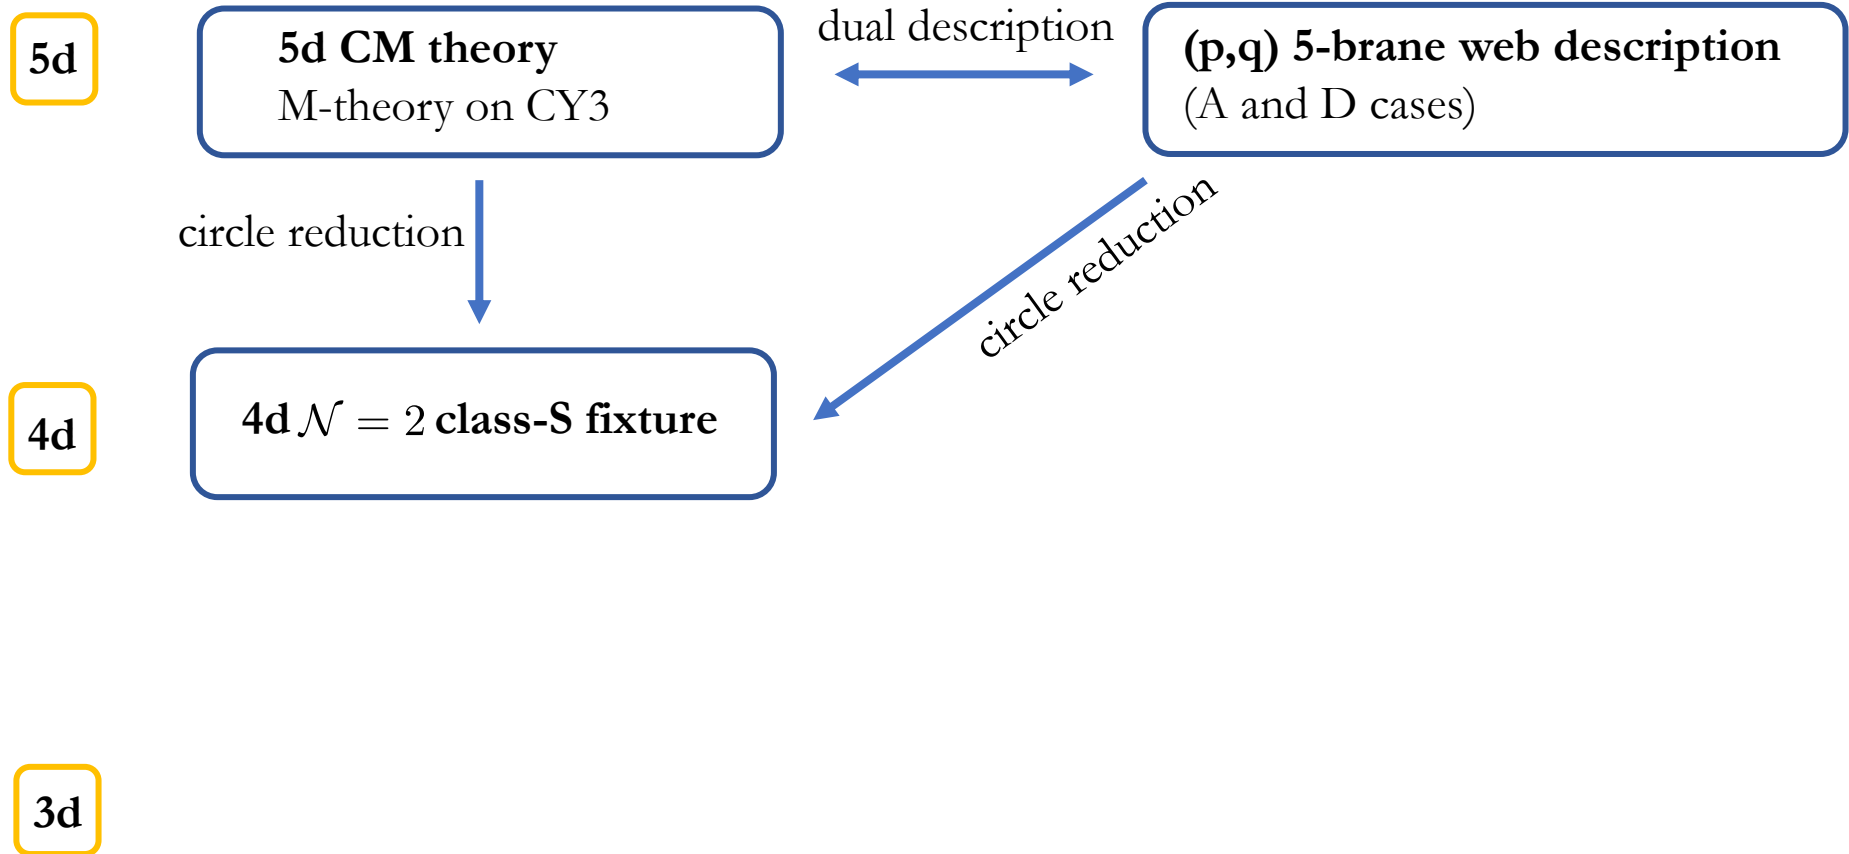 5d
5d CM theory
M-theory on CY3
dual description
(p,q) 5-brane web description
(A and D cases)
circle reduction
circle reduction
4d
4d 𝒩 = 2 class-S fixture
3d